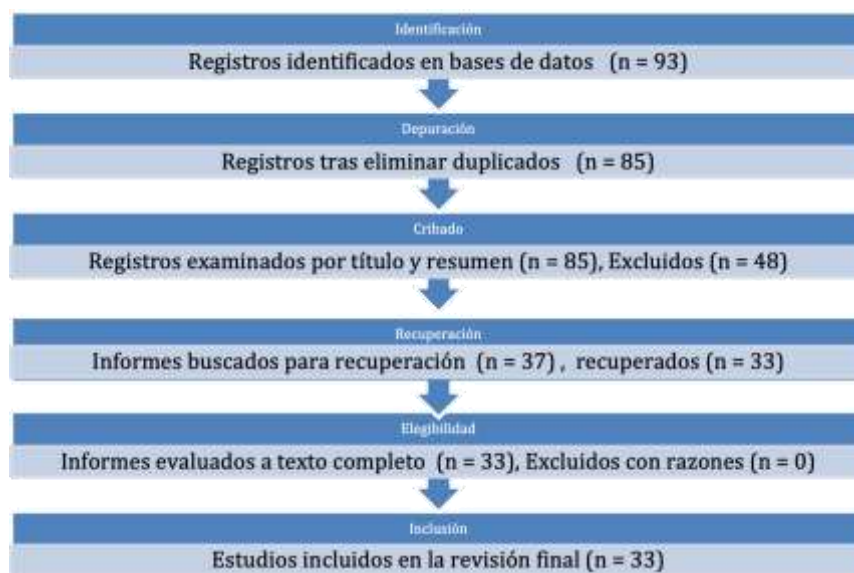 Identificación
Registros identificados en bases de datos (n = 93)
Depuración
Registros tras eliminar duplicados (n = 85)
Cribado
Registros examinados por título y resumen (n = 85), Excluidos (n = 48)
Recuperación
Informes buscados para recuperación (n = 37) , recuperados (n = 33)
Elegibilidad
Informes evaluados a texto completo (n = 33), Excluidos con razones (n = 0)
Inclusión
Estudios incluidos en la revisión final (n = 33)